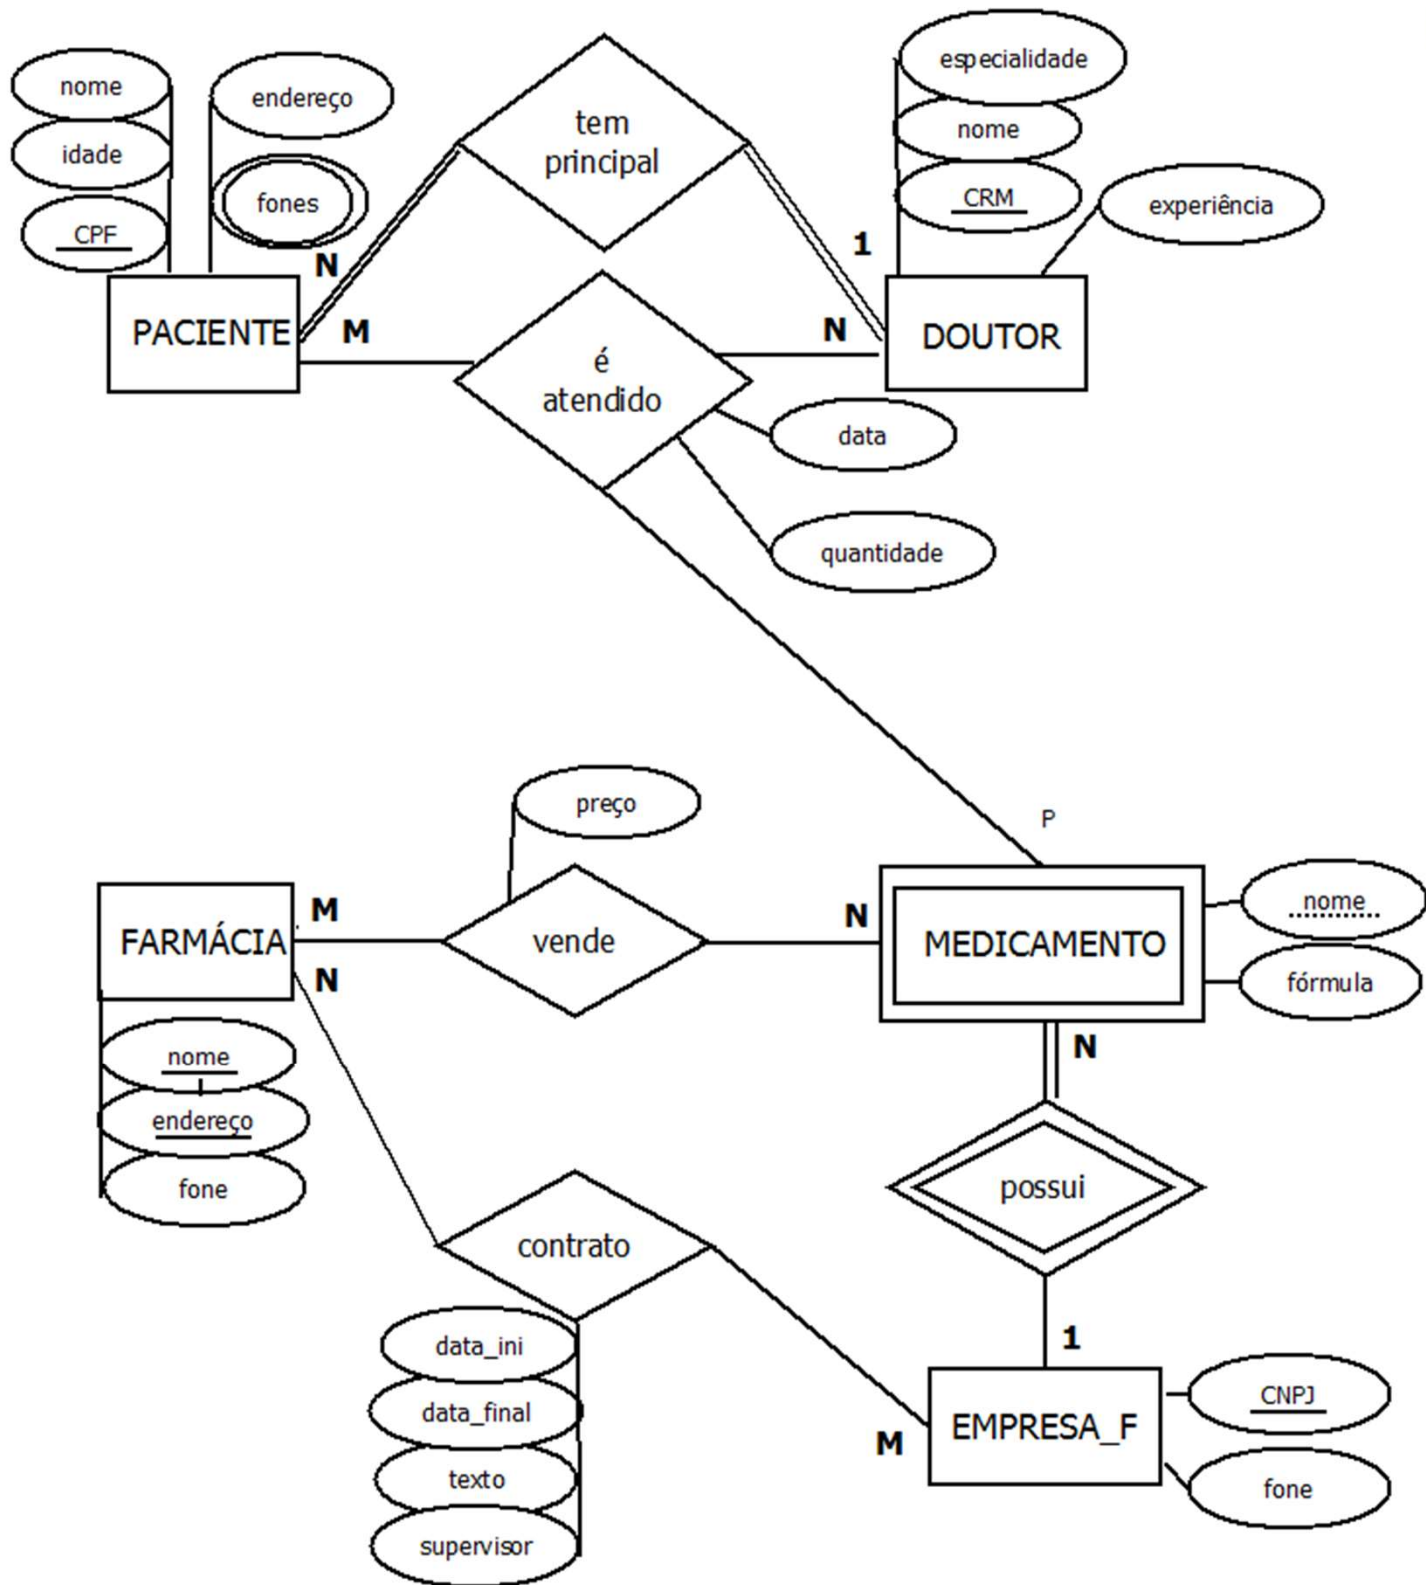 nome
idade
CPF
endereço
fones
tem
principal
especialidade
nome
CRM
experiência
N
1
PACIENTE
M
N
DOUTOR
é
atendido
data
quantidade
P
preço
FARMÁCIA
M
N
vende
N
MEDICAMENTO
nome
fórmula
nome
endereço
fone
N
possui
contrato
data_ini
data_final
texto
supervisor
1
M
EMPRESA_F
CNPJ
fone